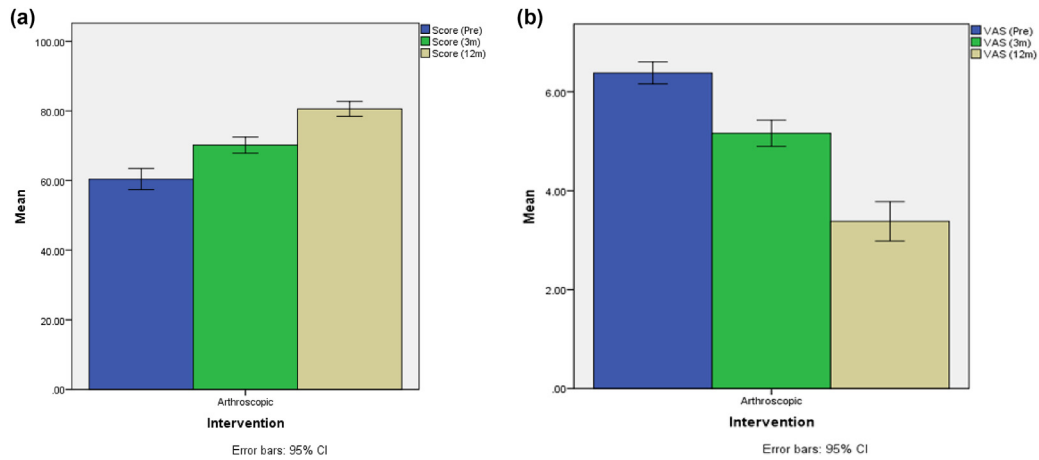 (a)
Score (Pre)
Score (3m)
Score (12m)
100.00
80.00
60.00
40.00
20.00
.00
Mean
Arthroscopic
Intervention
Error bars: 95% CI
(b)
VAS (Pre)
VAS (3m)
VAS (12m)
6.00
4.00
2.00
.00
Mean
Arthroscopic
Intervention
Error bars: 95% CI